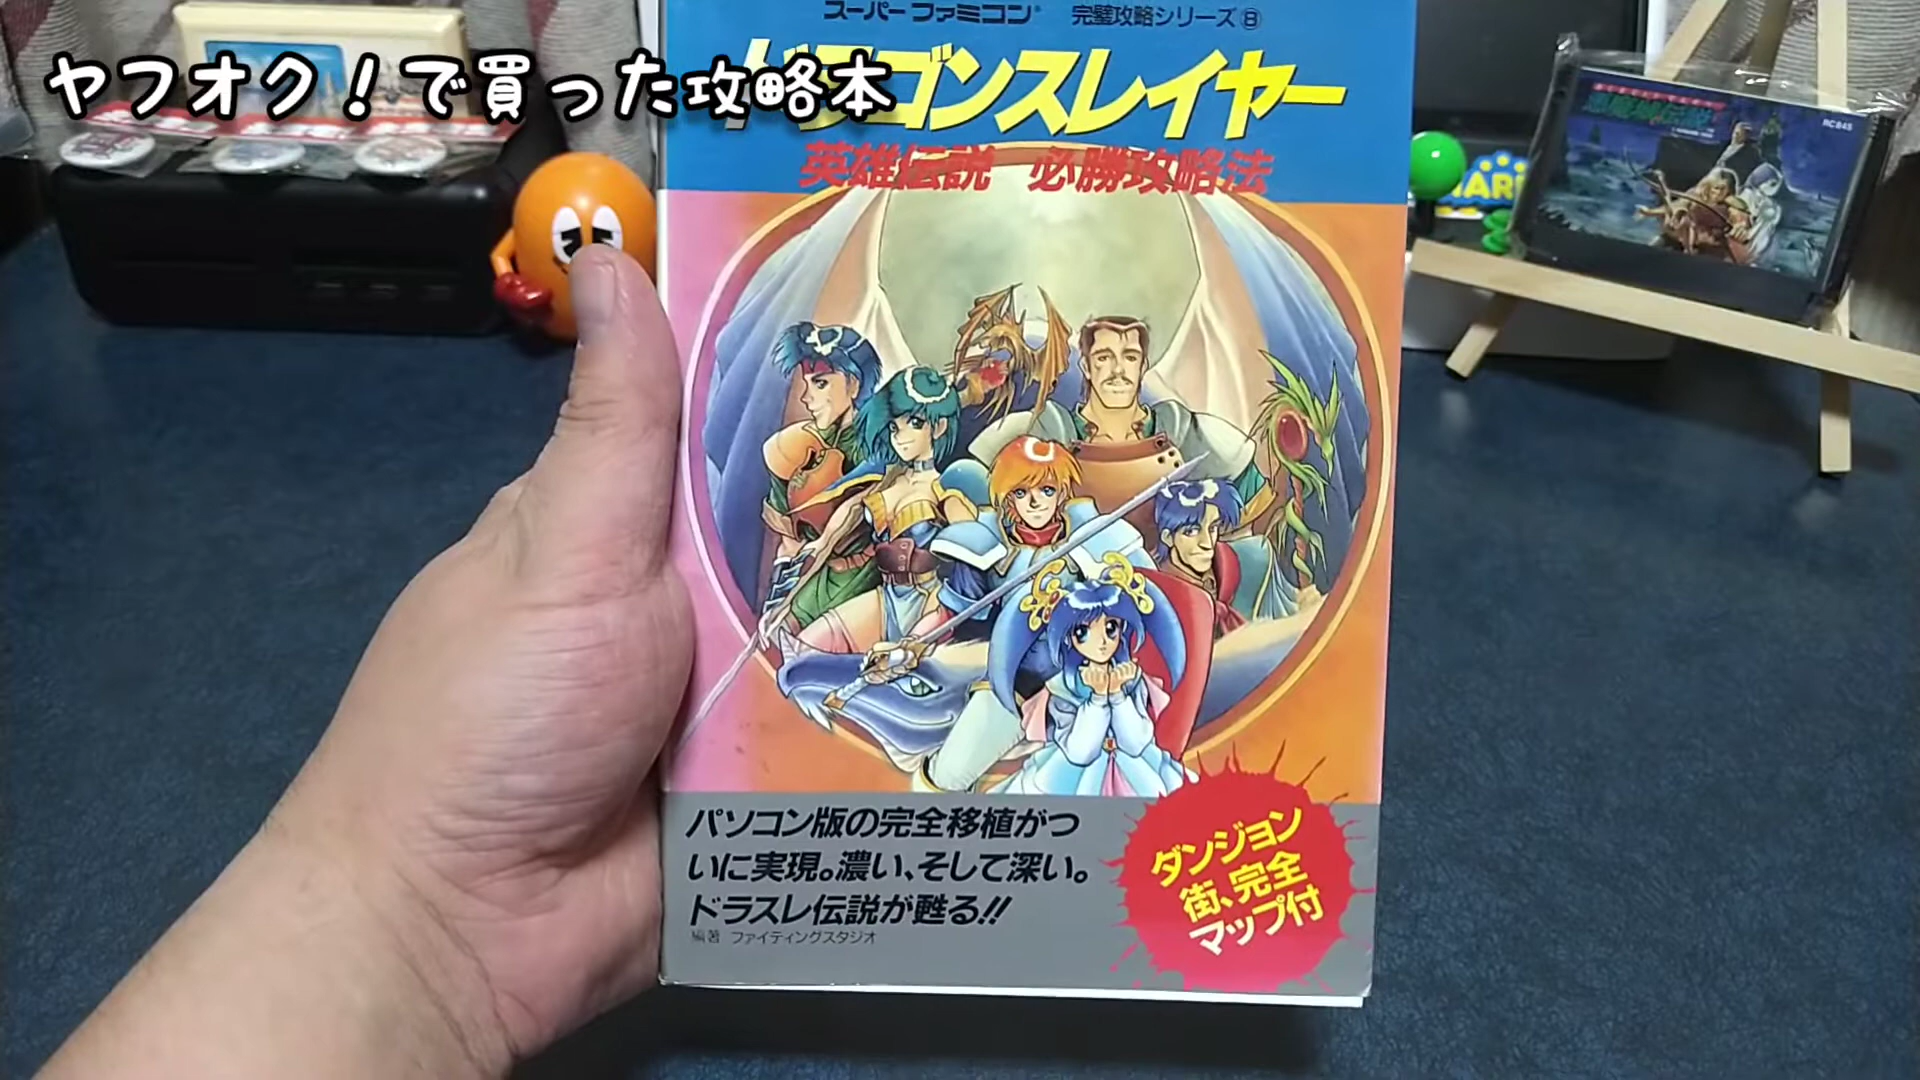 ヤフオク！で買った攻略本
スーパーファミコン 完璧攻略シリーズ⑧
ドラゴンスレイヤー
英雄伝説 必勝攻略法
RC845
パソコン版の完全移植がつ
いに実現。濃い、そして深い。
ドラスレ伝説が甦る!!
編著 ファイティングスタジオ
ダンジョン
街、完全
マップ付